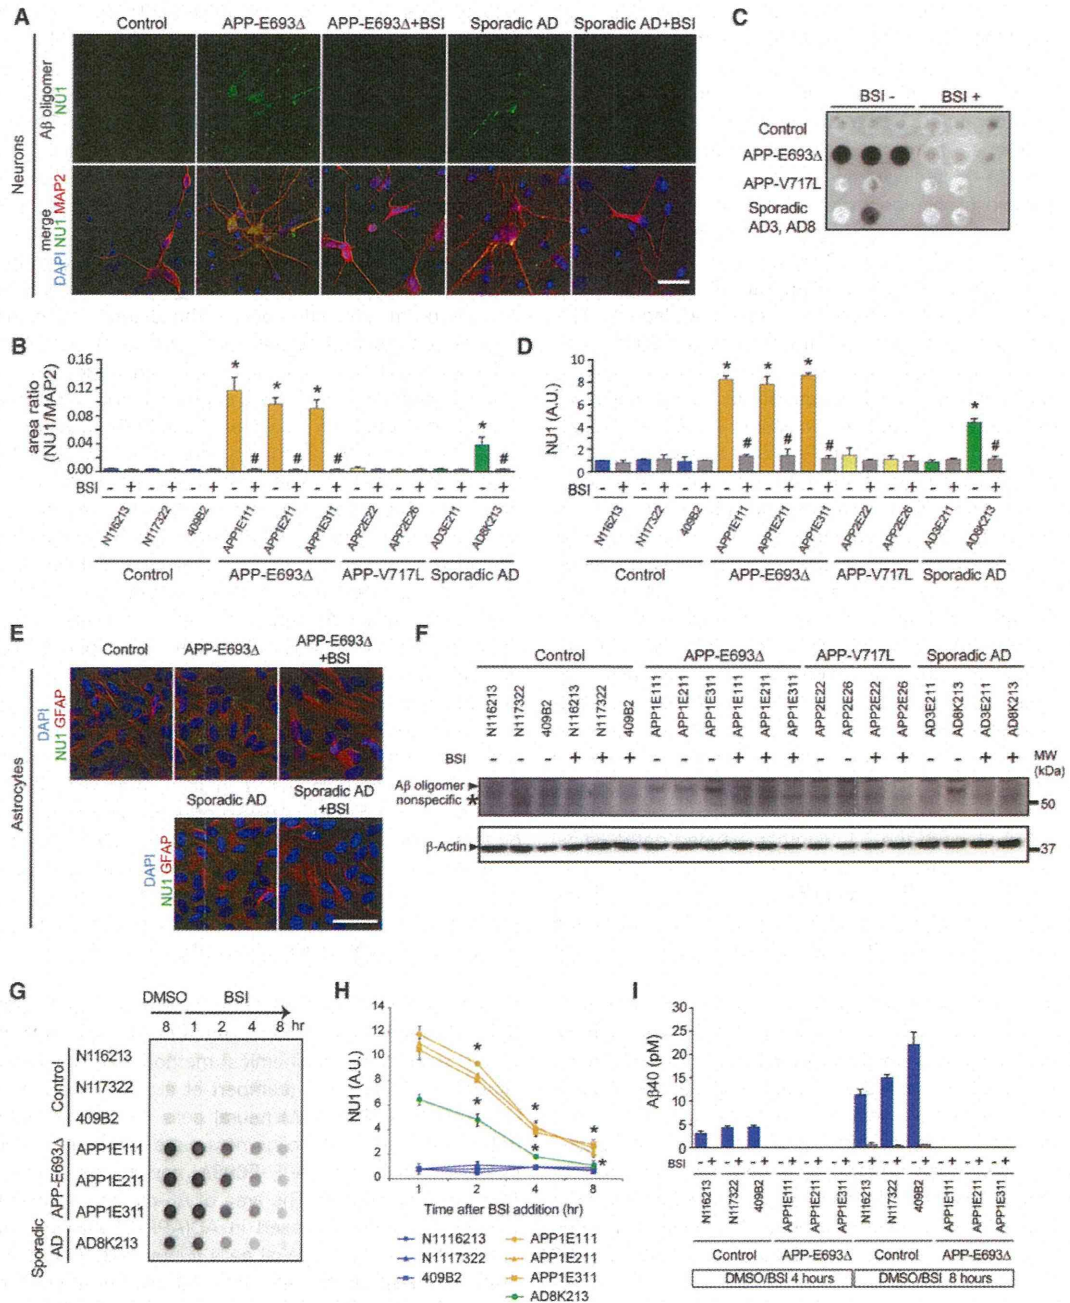 A
Control APP-E693Δ APP-E693Δ+BSI Sporadic AD Sporadic AD+BSI
Neurons
Aβ oligomer
NU1
merge
DAPI NU1 MAP2
C
BSI - BSI +
Control
APP-E693Δ
APP-V717L
Sporadic
AD3, AD8
B
area ratio
(NU1/MAP2)
0.16
0.12
0.08
0.04
0.00
* * * *
# # # #
BSI - + - + - + - + - + - + - + - + - + - +
N116213 N117322 409B2 APP1E111 APP1E211 APP1E311 APP2E22 APP2E26 AD3E211 AD8K213
Control APP-E693Δ APP-V717L Sporadic AD
D
NU1 (A.U.)
10
8
6
4
2
0
* * * *
# # # #
BSI - + - + - + - + - + - + - + - + - + - +
N116213 N117322 409B2 APP1E111 APP1E211 APP1E311 APP2E22 APP2E26 AD3E211 AD8K213
Control APP-E693Δ APP-V717L Sporadic AD
E
Control APP-E693Δ APP-E693Δ
+BSI
Astrocytes
DAPI
NU1 GFAP
Sporadic AD Sporadic AD
+BSI
DAPI
NU1 GFAP
F
Control APP-E693Δ APP-V717L Sporadic AD
N116213 N117322 409B2 N116213 N117322 409B2 APP1E111 APP1E211 APP1E311 APP1E111 APP1E211 APP1E311 APP2E22 APP2E26 APP2E22 APP2E26 AD3E211 AD8K213 AD3E211 AD8K213
BSI - - - + + + - - - + + + - - + + - - + +
MW
(kDa)
Aβ oligomer
nonspecific *
50
β-Actin
37
G
DMSO BSI
8 1 2 4 8 hr
Control
N116213
N117322
409B2
APP-E693Δ
APP1E111
APP1E211
APP1E311
Sporadic
AD
AD8K213
H
NU1 (A.U.)
14
12
10
8
6
4
2
0
* * * * * *
1 2 4 8
Time after BSI addition (hr)
N1116213 APP1E111
N1117322 APP1E211
409B2 APP1E311
AD8K213
I
Aβ40 (pM)
30
25
20
15
10
5
0
BSI - + - + - + - + - + - + - + - + - + - + - + - +
N116213 N117322 409B2 APP1E111 APP1E211 APP1E311 N116213 N117322 409B2 APP1E111 APP1E211 APP1E311
Control APP-E693Δ Control APP-E693Δ
DMSO/BSI 4 hours DMSO/BSI 8 hours